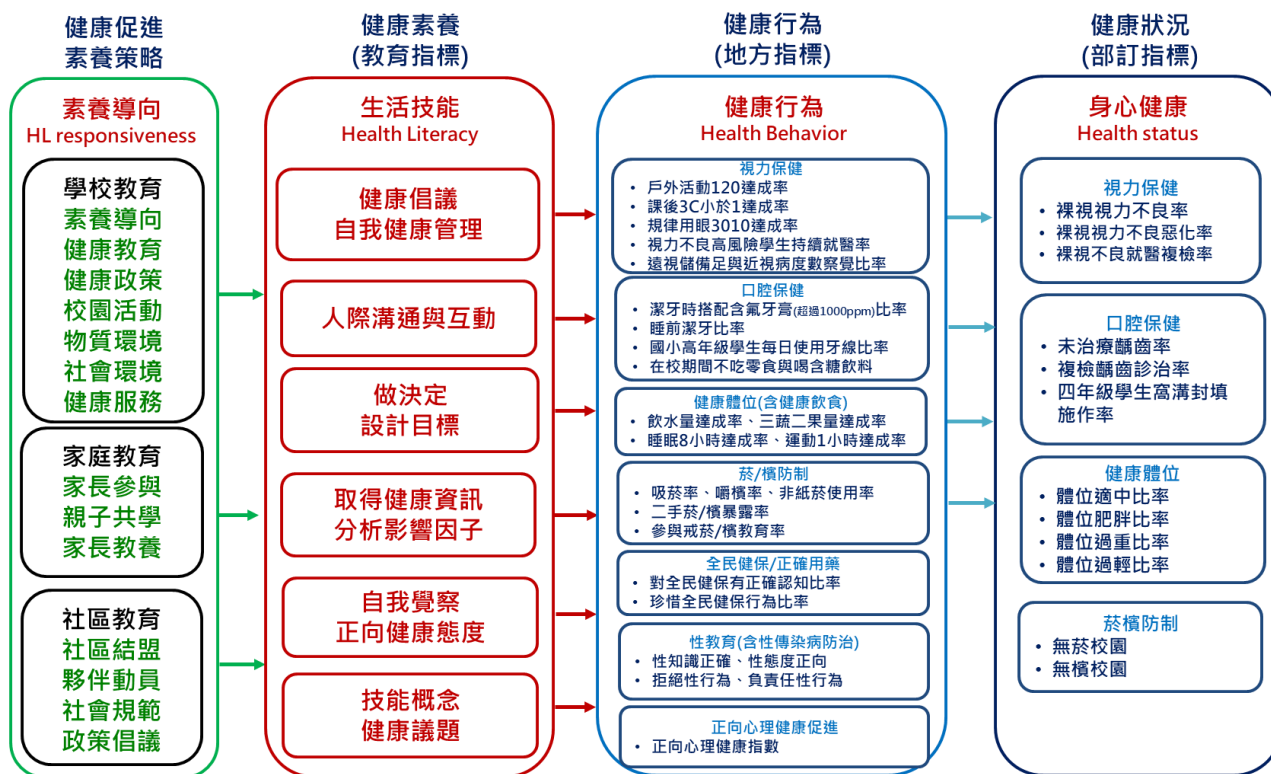 健康促進
素養策略
素養導向
HL responsiveness
學校教育
素養導向
健康教育
健康政策
校園活動
物質環境
社會環境
健康服務
家庭教育
家長參與
親子共學
家長教養
社區教育
社區結盟
夥伴動員
社會規範
政策倡議
健康素養
(教育指標)
生活技能
Health Literacy
健康倡議
自我健康管理
人際溝通與互動
做決定
設計目標
取得健康資訊
分析影響因子
自我覺察
正向健康態度
技能概念
健康議題
健康行為
(地方指標)
健康行為
Health Behavior
視力保健
• 戶外活動120達成率
• 課後3C小於1達成率
• 規律用眼3010達成率
• 視力不良高風險學生持續就醫率
• 遠視儲備足與近視病度數察覺比率
口腔保健
• 潔牙時搭配含氟牙膏(超過1000ppm)比率
• 睡前潔牙比率
• 國小高年級學生每日使用牙線比率
• 在校期間不吃零食與喝含糖飲料
健康體位(含健康飲食)
• 飲水量達成率、三蔬二果量達成率
• 睡眠8小時達成率、運動1小時達成率
菸/檳防制
• 吸菸率、嚼檳率、非紙菸使用率
• 二手菸/檳暴露率
• 參與戒菸/檳教育率
全民健保/正確用藥
• 對全民健保有正確認知比率
• 珍惜全民健保行為比率
性教育(含性傳染病防治)
• 性知識正確、性態度正向
• 拒絕性行為、負責任性行為
正向心理健康促進
• 正向心理健康指數
健康狀況
(部訂指標)
身心健康
Health status
視力保健
• 裸視視力不良率
• 裸視視力不良惡化率
• 裸視不良就醫複檢率
口腔保健
• 未治療齲齒率
• 複檢齲齒診治率
• 四年級學生窩溝封填
施作率
健康體位
• 體位適中比率
• 體位肥胖比率
• 體位過重比率
• 體位過輕比率
菸檳防制
• 無菸校園
• 無檳校園